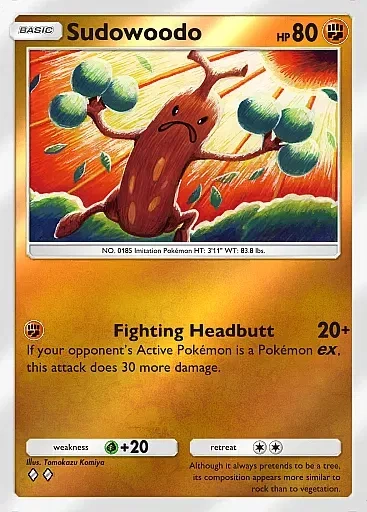 BASIC
Sudowoodo
HP 80
NO. 0185 Imitation Pokémon HT: 3'11" WT: 83.8 lbs.
Fighting Headbutt 20+
If your opponent's Active Pokémon is a Pokémon ex,
this attack does 30 more damage.
weakness +20 retreat
Illus. Tomokazu Komiya
Although it always pretends to be a tree,
its composition appears more similar to
rock than to vegetation.